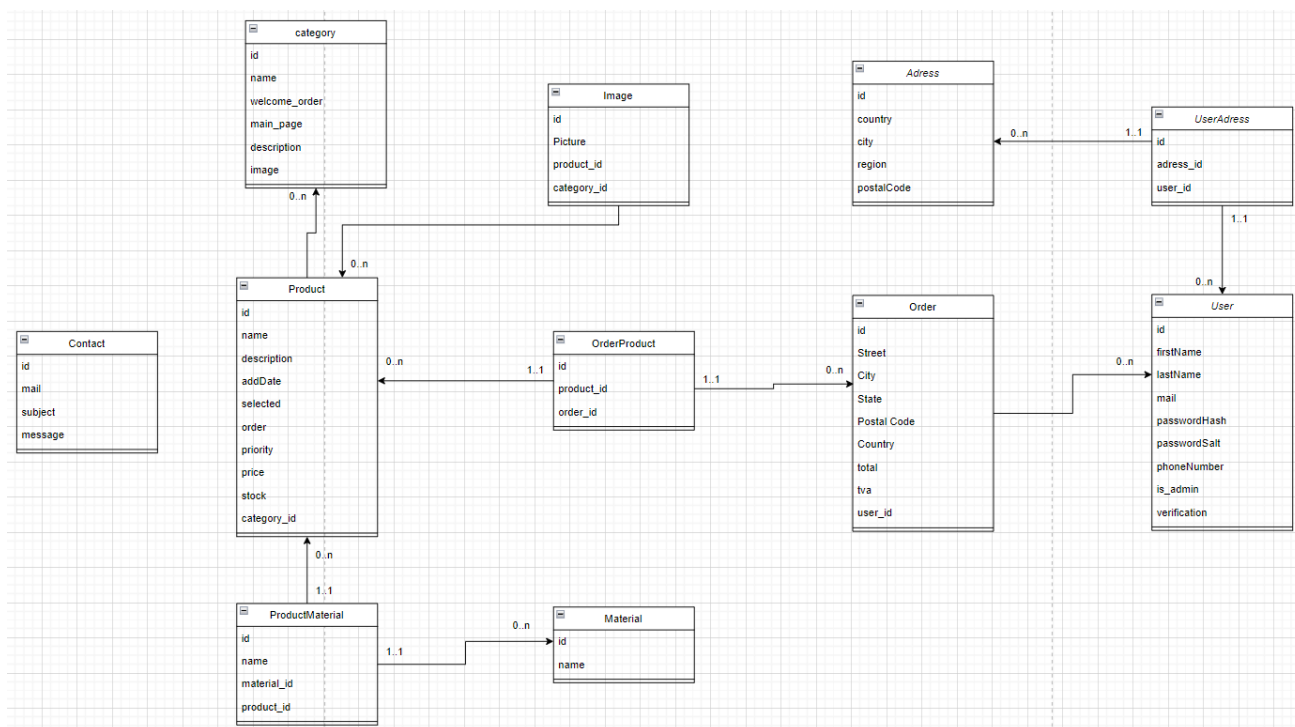 category
id
name
welcome_order
main_page
description
image
0..n
Image
id
Picture
product_id
category_id
0..n
Adress
id
country
city
region
postalCode
0..n
1..1
UserAdress
id
adress_id
user_id
1..1
0..n
Contact
id
mail
subject
message
Product
id
name
description
addDate
selected
order
priority
price
stock
category_id
0..n
1..1
OrderProduct
id
product_id
order_id
1..1
0..n
Order
id
Street
City
State
Postal Code
Country
total
tva
user_id
0..n
User
id
firstName
lastName
mail
passwordHash
passwordSalt
phoneNumber
is_admin
verification
0..n
1..1
ProductMaterial
id
name
material_id
product_id
1..1
0..n
Material
id
name